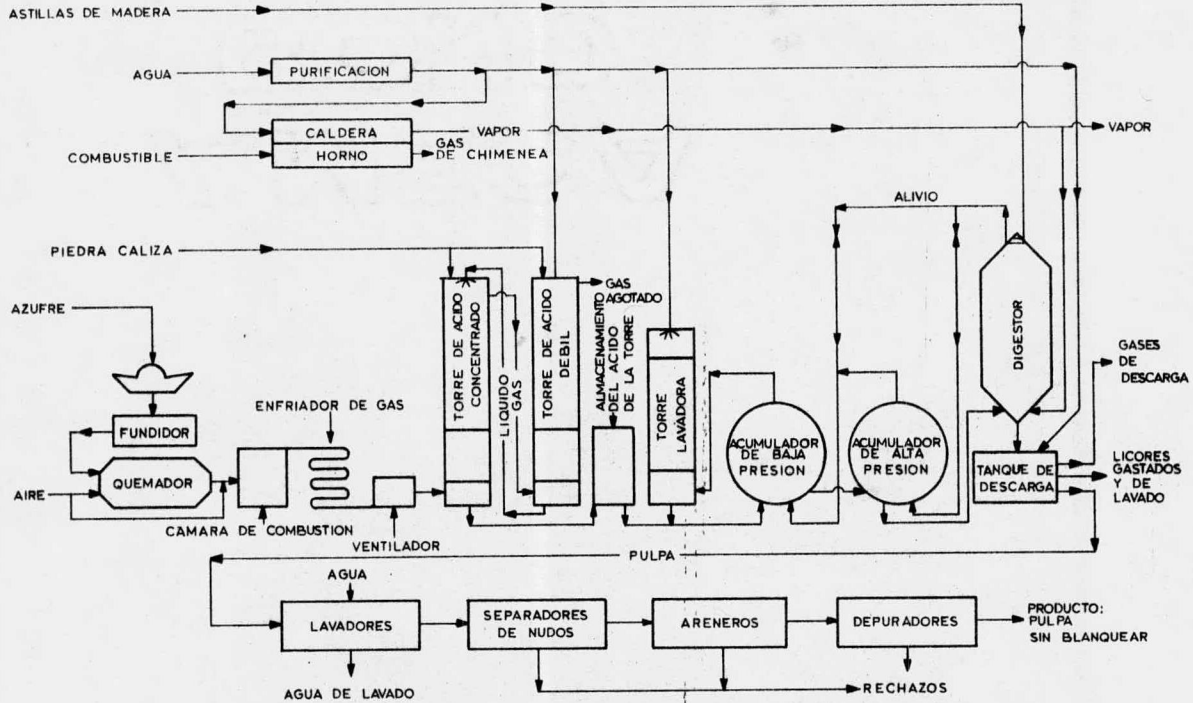 ASTILLAS DE MADERA
AGUA
PURIFICACION
CALDERA
HORNO
VAPOR
GAS
DE CHIMENEA
VAPOR
COMBUSTIBLE
ALIVIO
PIEDRA CALIZA
AZUFRE
FUNDIDOR
QUEMADOR
AIRE
CAMARA DE COMBUSTION
ENFRIADOR DE GAS
VENTILADOR
TORRE DE ACIDO
CONCENTRADO
LIQUIDO
GAS
TORRE DE ACIDO
DEBIL
GAS
AGOTADO
ALMACENAMIENTO
DEL ACIDO
DE LA TORRE
TORRE
LAVADORA
ACUMULADOR
DE BAJA
PRESION
ACUMULADOR
DE ALTA
PRESION
DIGESTOR
GASES
DE
DESCARGA
TANQUE DE
DESCARGA
LICORES
GASTADOS
Y DE
LAVADO
PULPA
AGUA
LAVADORES
SEPARADORES
DE NUDOS
ARENEROS
DEPURADORES
PRODUCTO:
PULPA
SIN BLANQUEAR
AGUA DE LAVADO
RECHAZOS